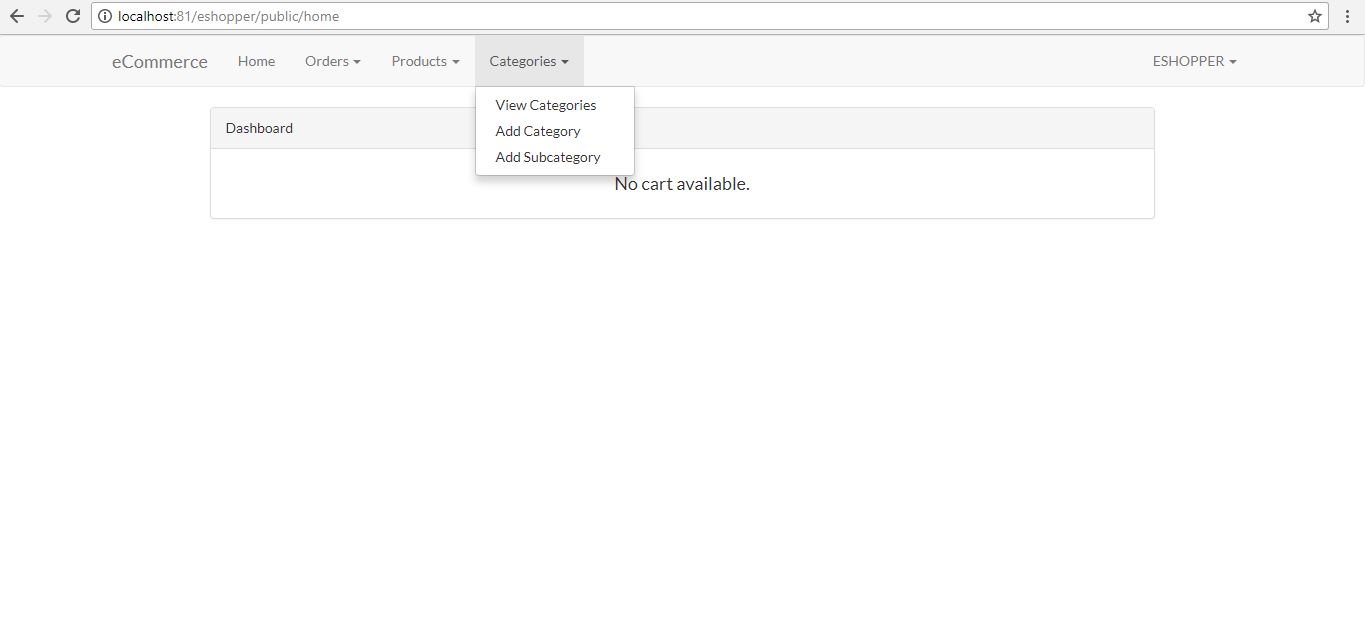 localhost:81/eshopper/public/home
eCommerce Home Orders Products Categories ESHOPPER
View Categories
Add Category
Add Subcategory
Dashboard
No cart available.